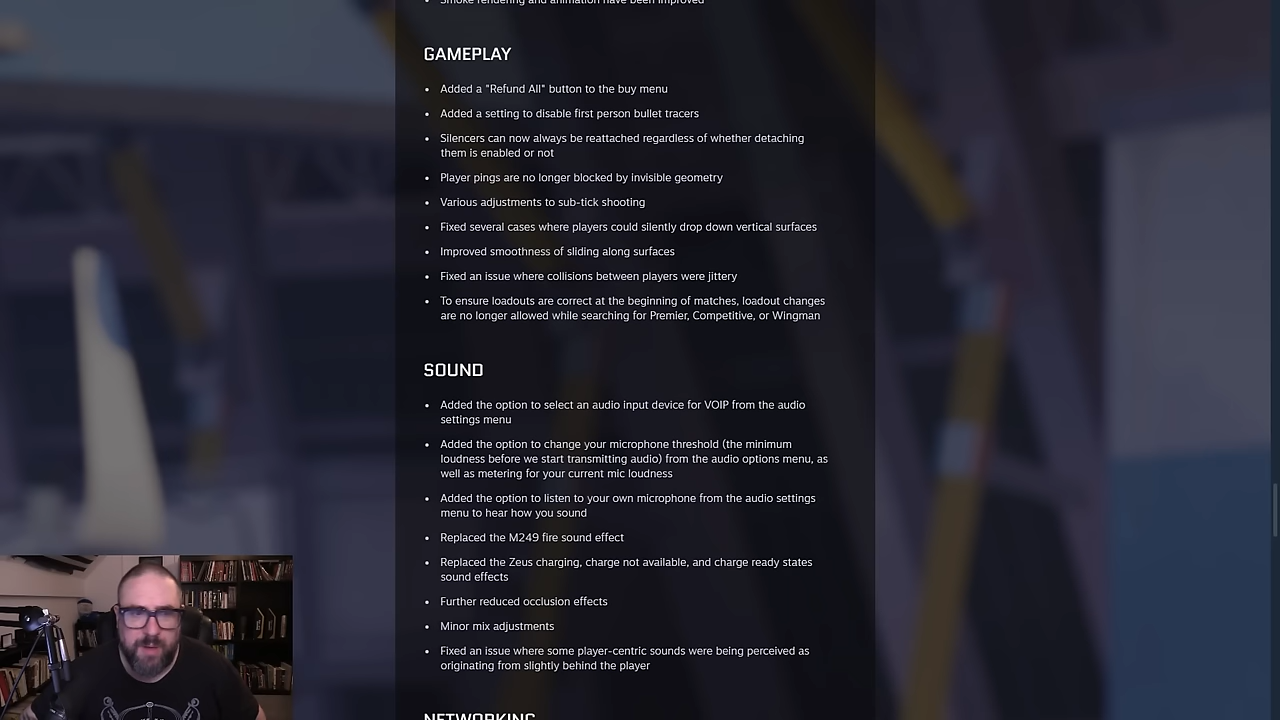 Smoke rendering and animation have been improved
GAMEPLAY
• Added a "Refund All" button to the buy menu
• Added a setting to disable first person bullet tracers
• Silencers can now always be reattached regardless of whether detaching
them is enabled or not
• Player pings are no longer blocked by invisible geometry
• Various adjustments to sub-tick shooting
• Fixed several cases where players could silently drop down vertical surfaces
• Improved smoothness of sliding along surfaces
• Fixed an issue where collisions between players were jittery
• To ensure loadouts are correct at the beginning of matches, loadout changes
are no longer allowed while searching for Premier, Competitive, or Wingman
SOUND
• Added the option to select an audio input device for VOIP from the audio
settings menu
• Added the option to change your microphone threshold (the minimum
loudness before we start transmitting audio) from the audio options menu, as
well as metering for your current mic loudness
• Added the option to listen to your own microphone from the audio settings
menu to hear how you sound
• Replaced the M249 fire sound effect
• Replaced the Zeus charging, charge not available, and charge ready states
sound effects
• Further reduced occlusion effects
• Minor mix adjustments
• Fixed an issue where some player-centric sounds were being perceived as
originating from slightly behind the player
NETWORKING